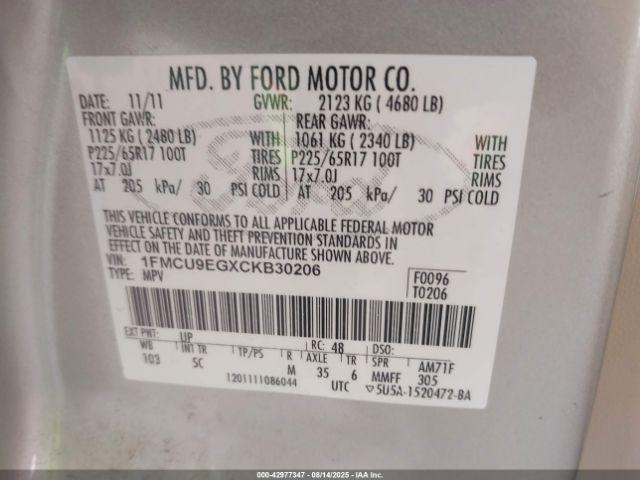 MFD. BY FORD MOTOR CO.
DATE: 11/11 GVWR: 2123 KG ( 4680 LB)
FRONT GAWR: REAR GAWR:
1125 KG ( 2480 LB) WITH 1061 KG ( 2340 LB) WITH
P225/65R17 100T TIRES P225/65R17 100T TIRES
17x7.0J RIMS 17x7.0J RIMS
AT 205 kPa/ 30 PSI COLD AT 205 kPa/ 30 PSI COLD
THIS VEHICLE CONFORMS TO ALL APPLICABLE FEDERAL MOTOR
VEHICLE SAFETY AND THEFT PREVENTION STANDARDS IN
EFFECT ON THE DATE OF MANUFACTURE SHOWN ABOVE.
VIN: 1FMCU9EGXCKB30206
TYPE: MPV
F0096
T0206
EXT PNT: UP RC: 48 DSO:
WB INT TR TP/PS R AXLE TR SPR AM71F
103 5C M 35 6 MMFF 305
1201111086044 UTC ▽5U5A-1520472-BA
000-42977347 - 08/14/2025 - IAA Inc.